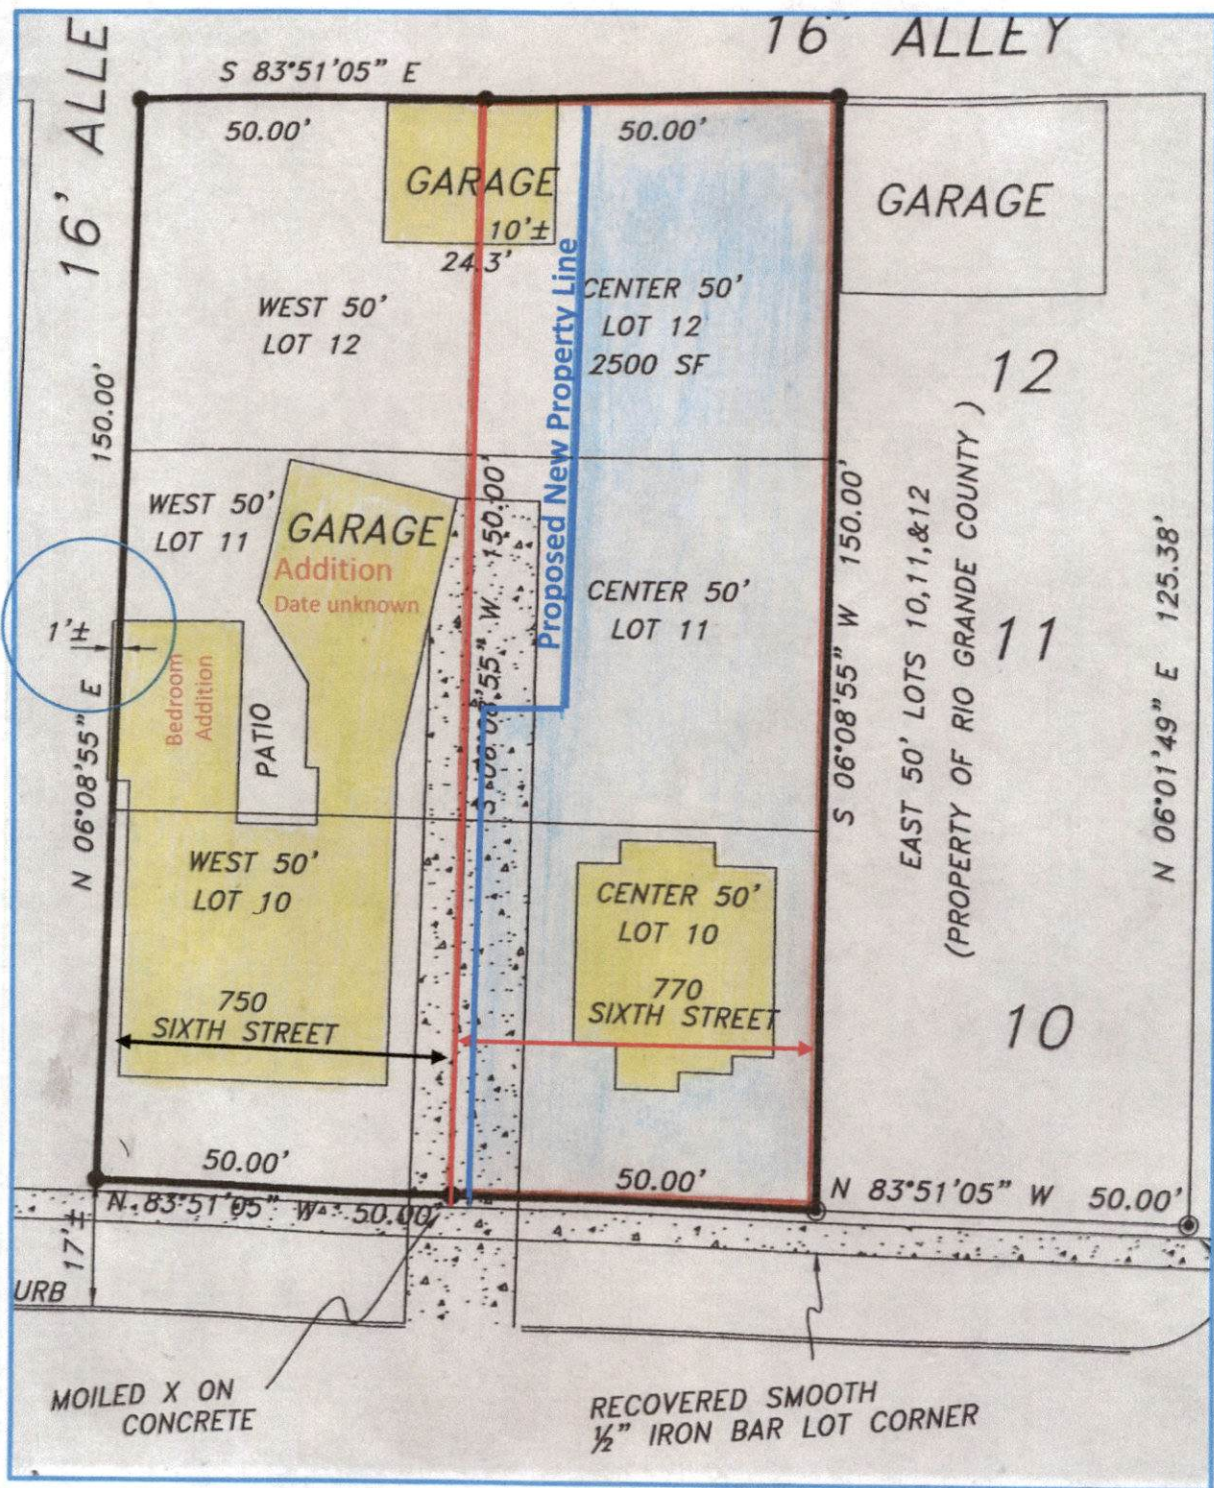 16' ALLEY
16' ALLE
S 83°51'05" E
50.00'
50.00'
GARAGE
10'±
24.3'
GARAGE
WEST 50'
LOT 12
Proposed New Property Line
CENTER 50'
LOT 12
2500 SF
12
150.00'
WEST 50'
LOT 11
GARAGE
Addition
Date unknown
S 06°08'55" W 150.00'
CENTER 50'
LOT 11
S 06°08'55" W 150.00'
EAST 50' LOTS 10,11,&12
(PROPERTY OF RIO GRANDE COUNTY )
11
N 06°01'49" E 125.38'
1'±
N 06°08'55" E
Bedroom
Addition
PATIO
WEST 50'
LOT 10
CENTER 50'
LOT 10
750
SIXTH STREET
770
SIXTH STREET
10
50.00'
50.00'
N 83°51'05" W 50.00'
N 83°51'05" W 50.00'
17'±
URB
MOILED X ON
CONCRETE
RECOVERED SMOOTH
½" IRON BAR LOT CORNER